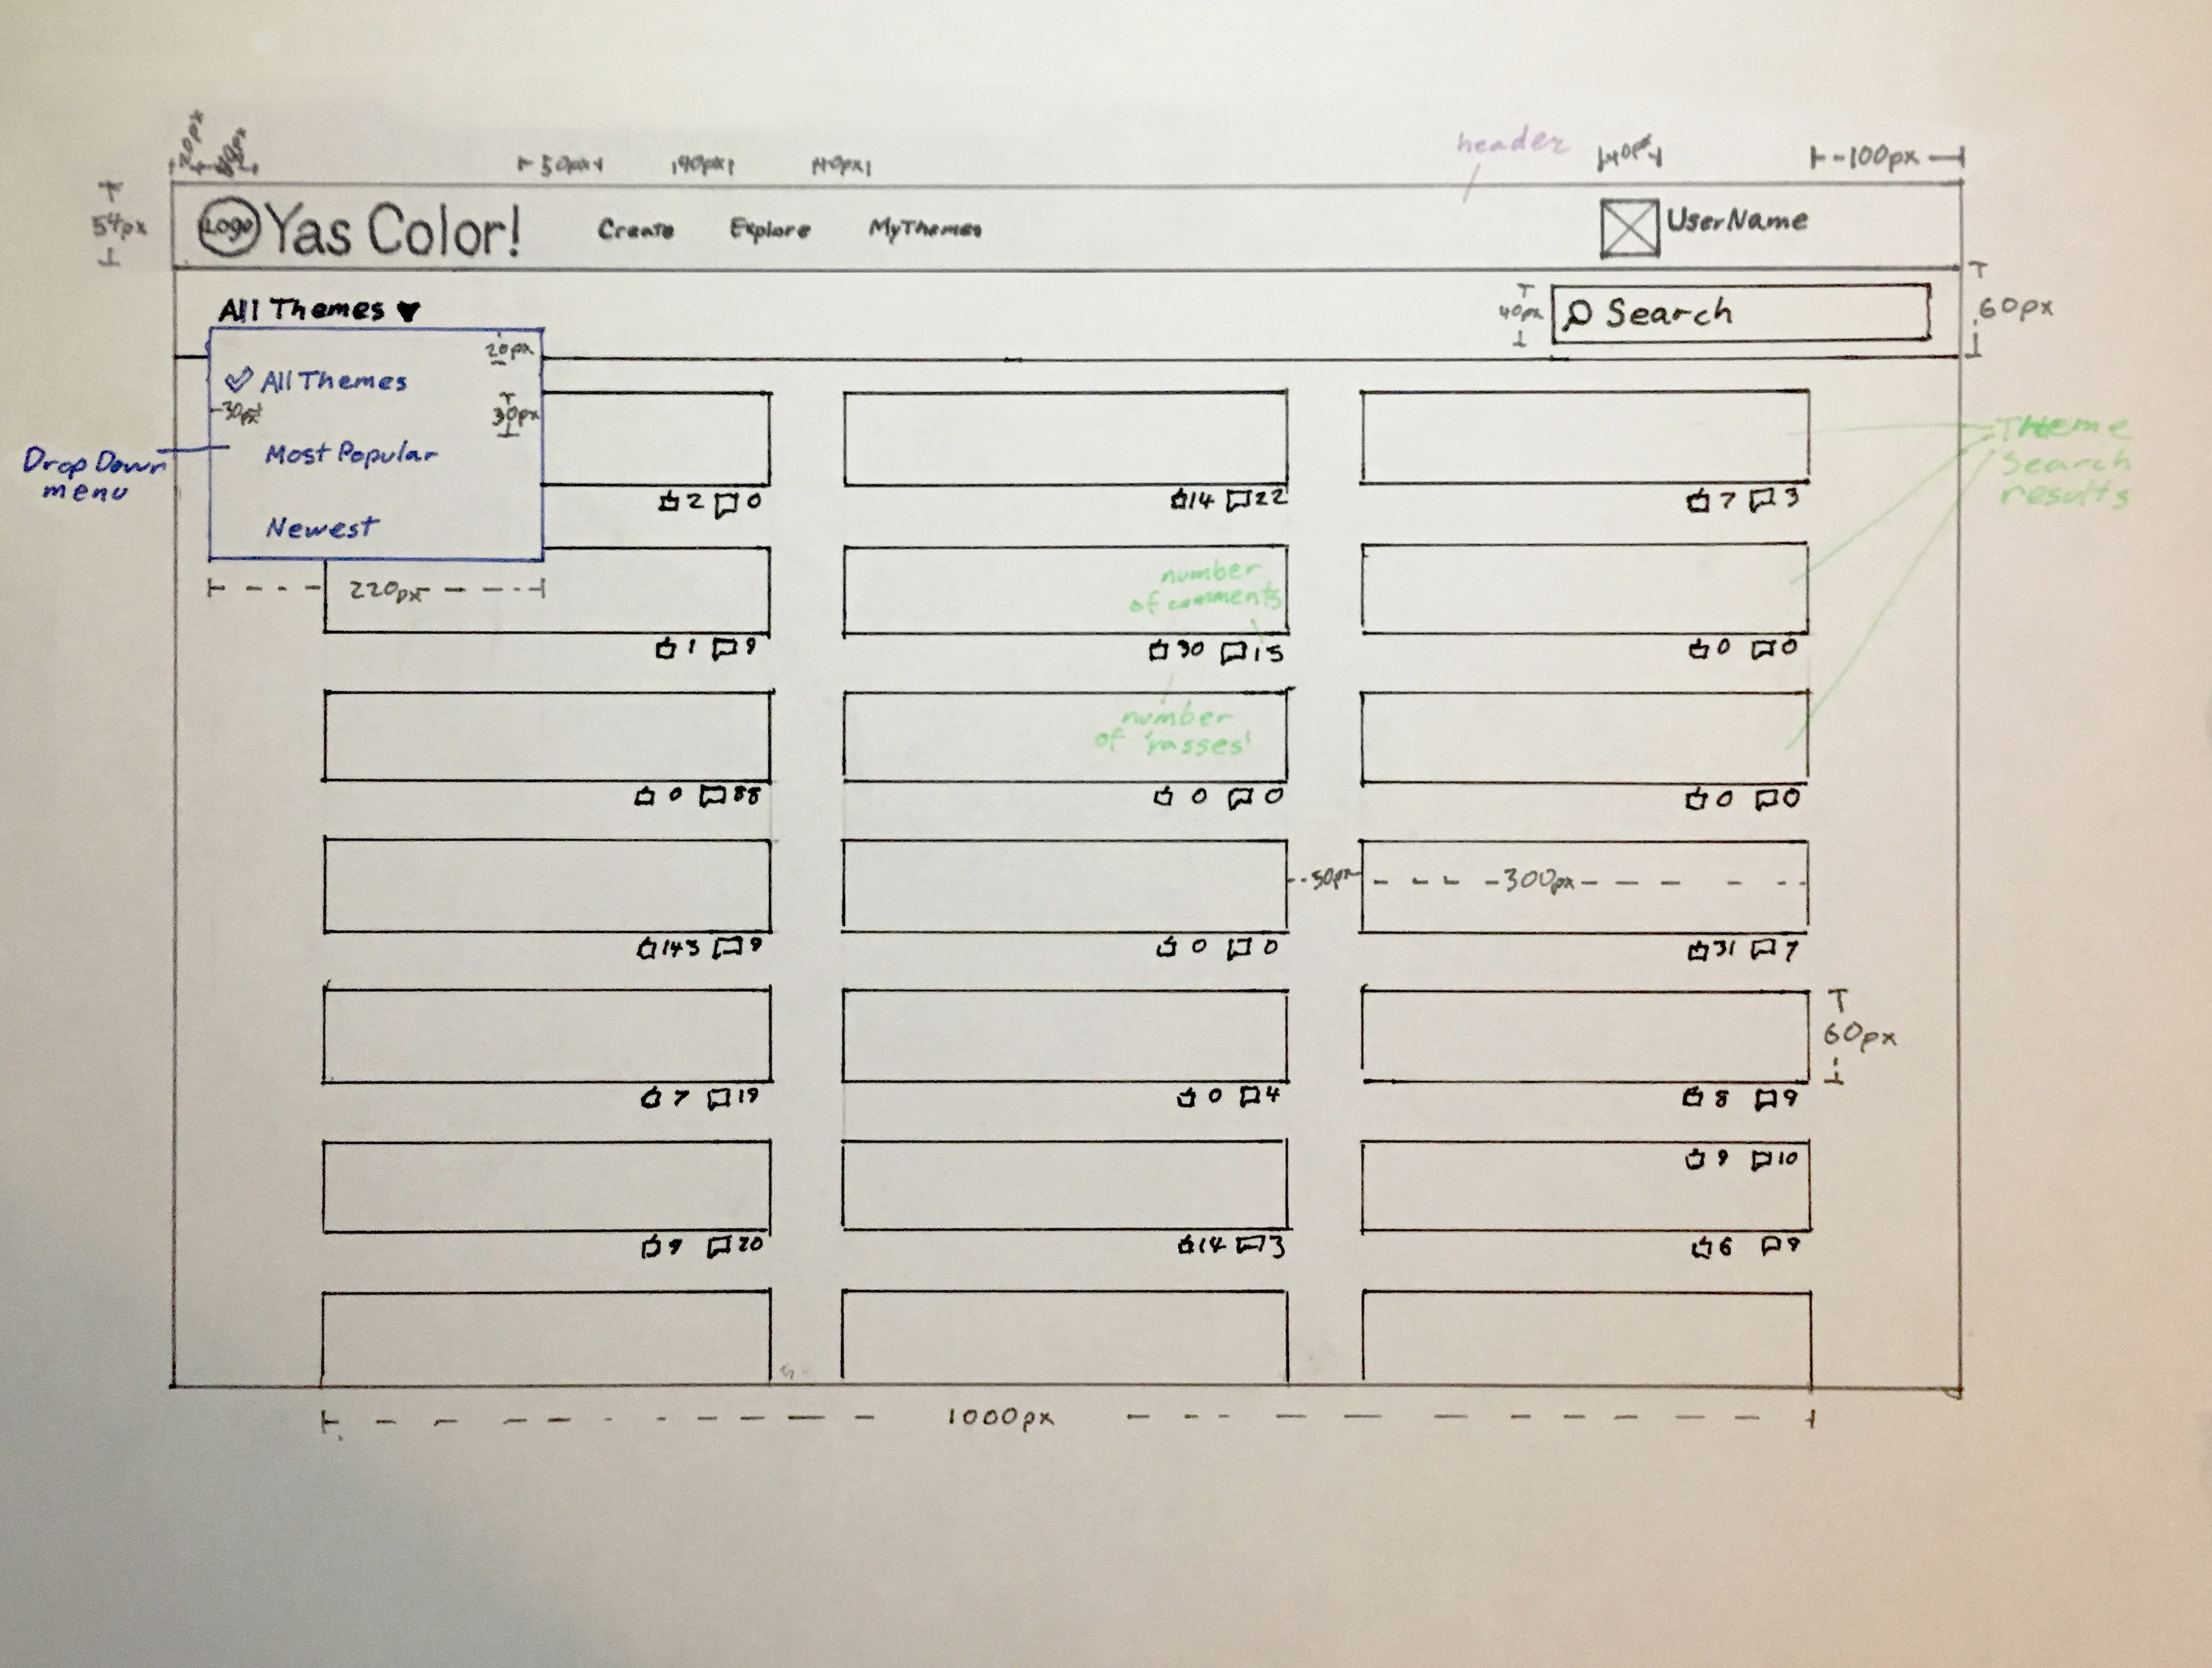 20px
header
50px
40px
40px
100px
54px
Logo
Yas Color!
Create
Explore
MyThemes
UserName
All Themes
40px
Search
60px
20px
All Themes
30px
30px
Drop Down
menu
Most Popular
Newest
Theme
Search
results
2 0
14 22
7 3
220px
number
of comments
1 9
30 15
0 0
number
of 'yasses'
0 88
0 0
0 0
50px
300px
143 9
0 0
31 7
60px
7 19
0 4
8 9
9 10
9 20
14 3
6 9
1000px